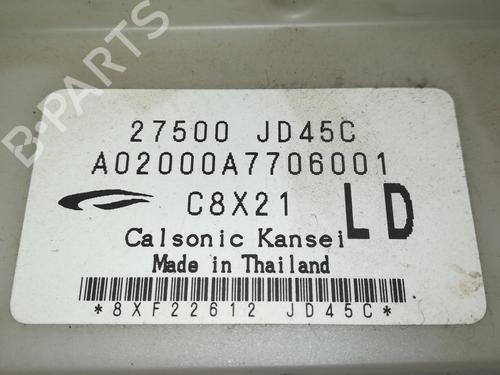 B-PARTS
27500 JD45C
A02000A7706001
C8X21 LD
Calsonic Kansei
Made in Thailand
*8XF22612 JD45C*